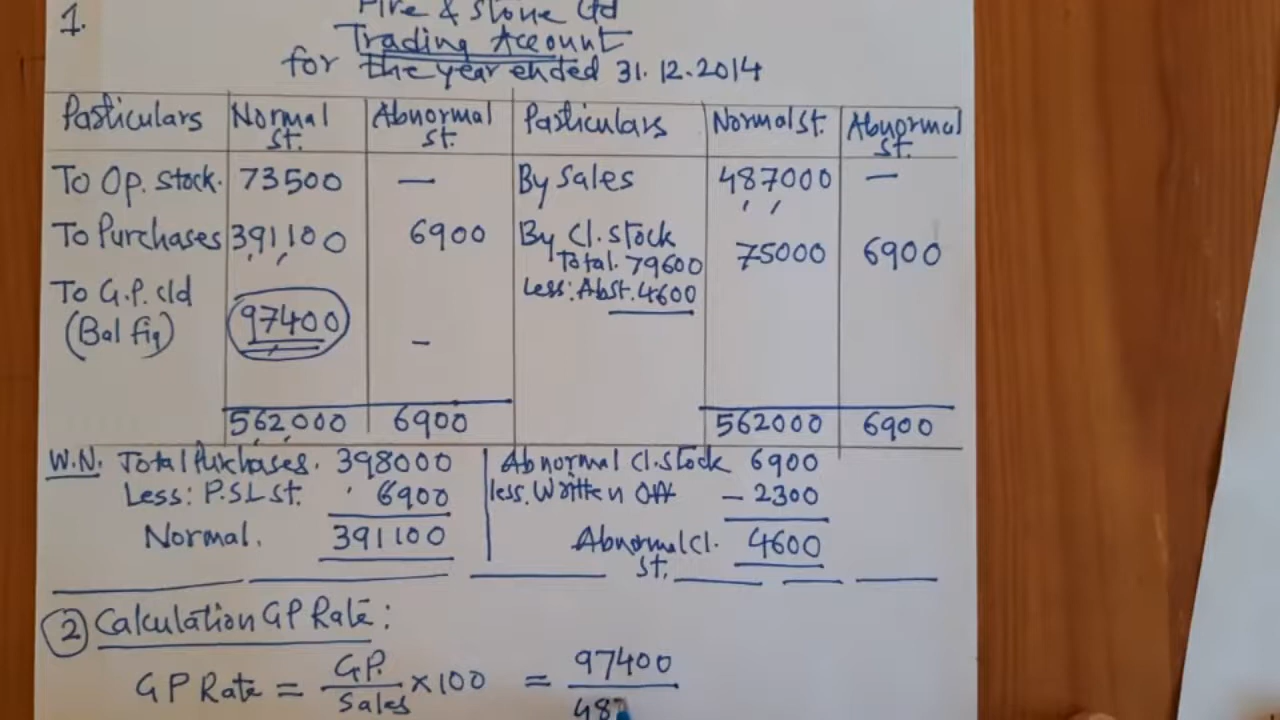 1.
Fire & Stone Ltd
Trading Account
for the year ended 31.12.2014
Particulars Normal st. Abnormal st. Particulars Normal st. Abnormal st.
To Op. Stock. 73500 — By Sales 487000 —
To Purchases 391100 6900 By Cl. Stock 75000 6900
Total. 79600
Less: Ab st. 4600
To G.P. c/d
(Bal fig) 97400 -
562000 6900 562000 6900
W.N. Total Purchases. 398000 Abnormal Cl. Stock 6900
Less: P.S.L st. 6900 less. Written Off - 2300
Normal. 391100 Abnormal Cl. st. 4600
2 Calculation GP Rate:
GP Rate = G.P. / Sales × 100 = 97400 / 48